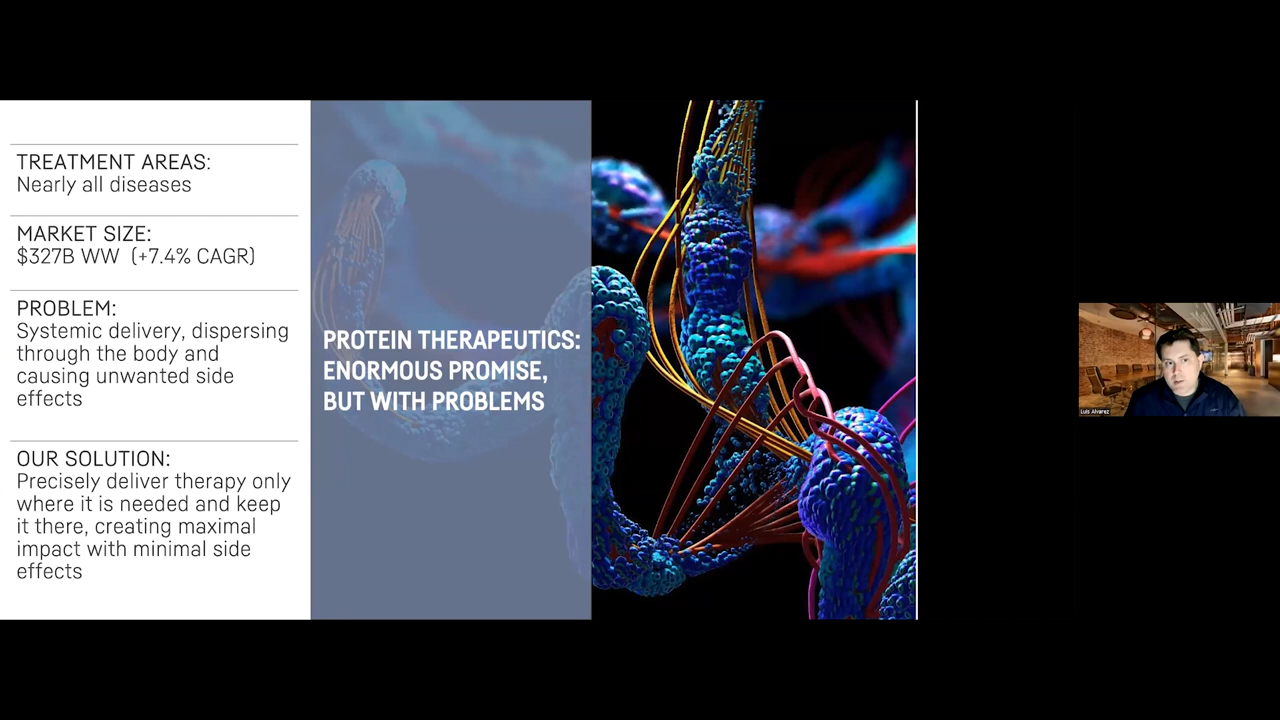 TREATMENT AREAS:
Nearly all diseases
MARKET SIZE:
$327B WW (+7.4% CAGR)
PROBLEM:
Systemic delivery, dispersing
through the body and
causing unwanted side
effects
OUR SOLUTION:
Precisely deliver therapy only
where it is needed and keep
it there, creating maximal
impact with minimal side
effects
PROTEIN THERAPEUTICS:
ENORMOUS PROMISE,
BUT WITH PROBLEMS
Luis Alvarez